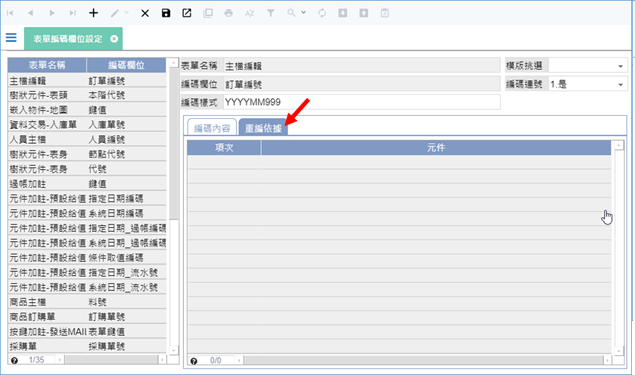 表單編碼欄位設定
表單名稱 編碼欄位
主檔編輯 訂單編號
樹狀元件-表頭 本階代號
嵌入物件-地圖 鍵值
資料交易-入庫單 入庫單號
人員主檔 人員編號
樹狀元件-表身 節點代號
樹狀元件-表身 代號
過帳加註 鍵值
元件加註-預設給值 指定日期編碼
元件加註-預設給值 系統日期編碼
元件加註-預設給值 指定日期_過帳編碼
元件加註-預設給值 系統日期_過帳編碼
元件加註-預設給值 條件取值編碼
元件加註-預設給值 指定日期_流水號
元件加註-預設給值 系統日期_流水號
商品主檔 料號
商品訂購單 訂購單號
按鍵加註-發送MAIl 表單鍵值
採購單 採購單號
1/35
表單名稱 主檔編輯 模版挑選
編碼欄位 訂單編號 編碼連號 1.是
編碼樣式 YYYYMM999
編碼內容 重編依據
項次 元件
0/0